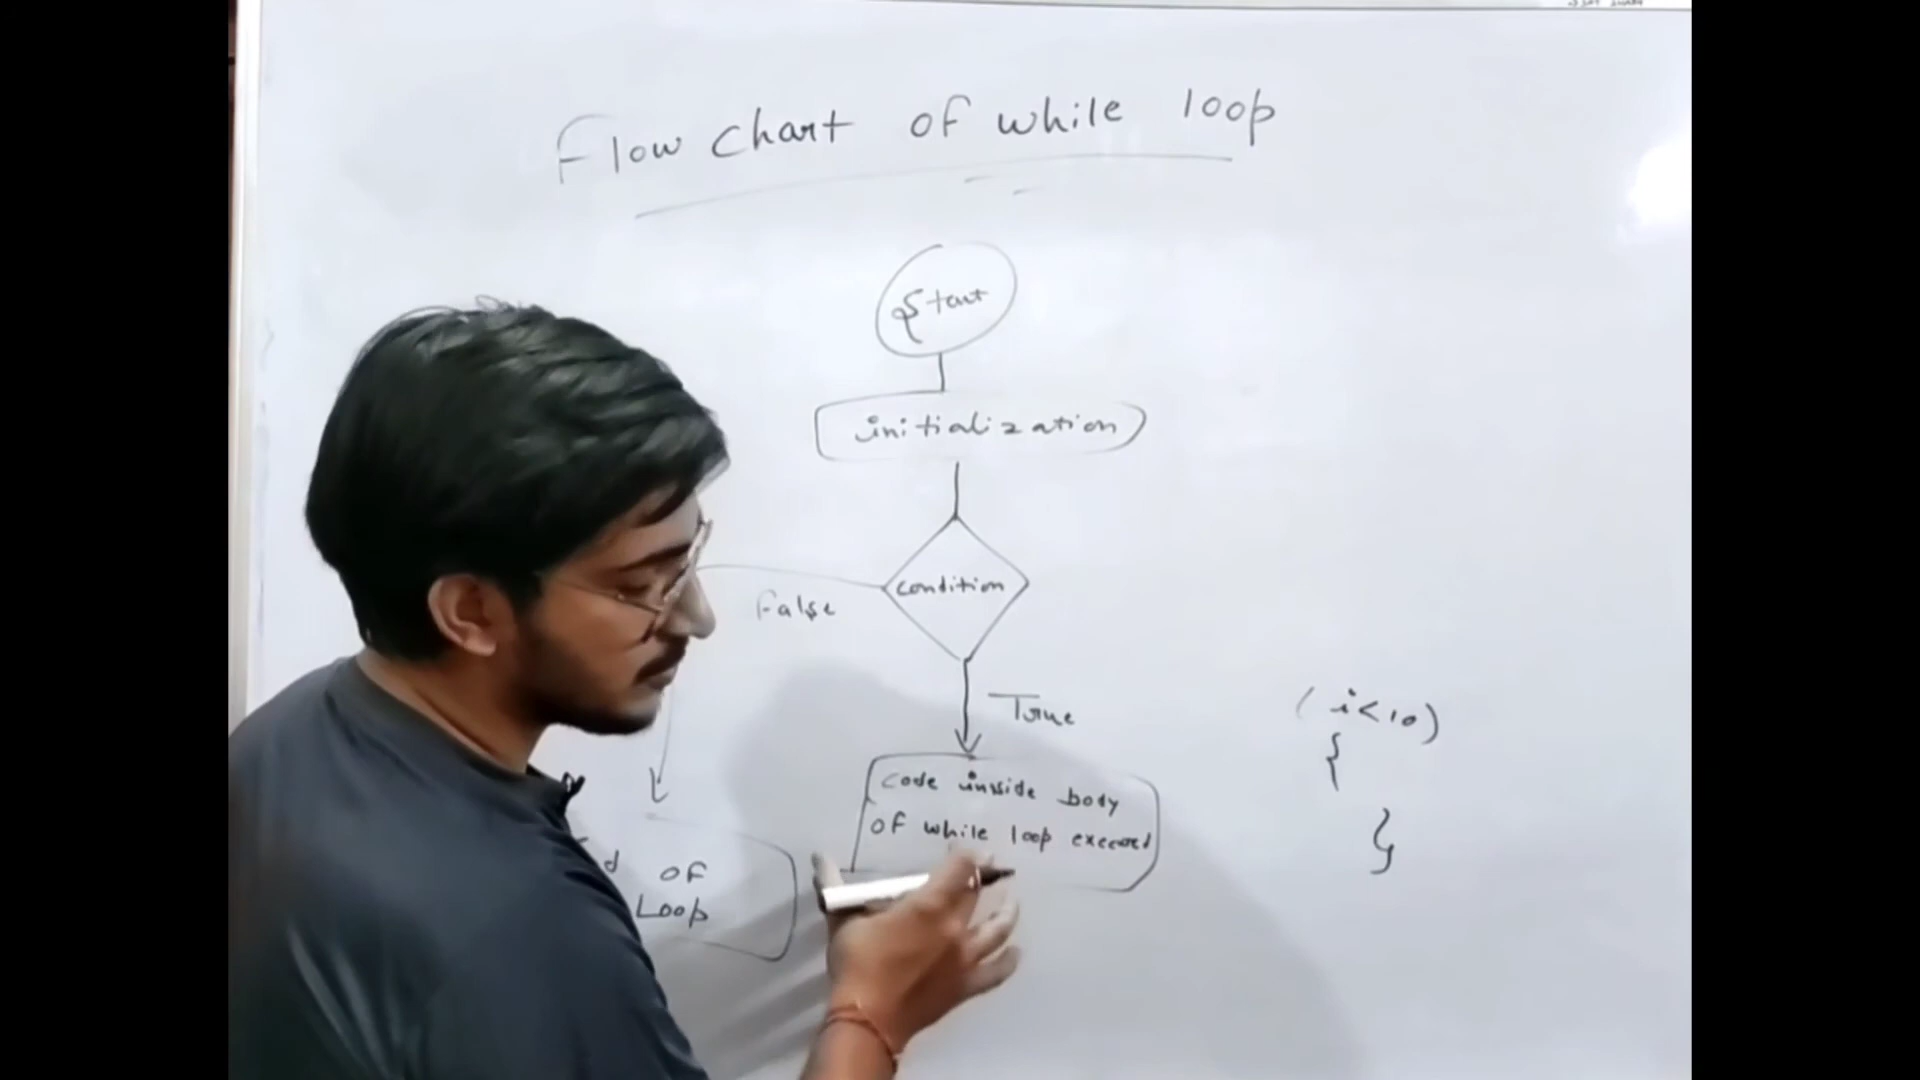 Flow chart of while loop
Start
initialization
condition
False
True
(i<10)
{
}
code inside body
of while loop
of
Loop